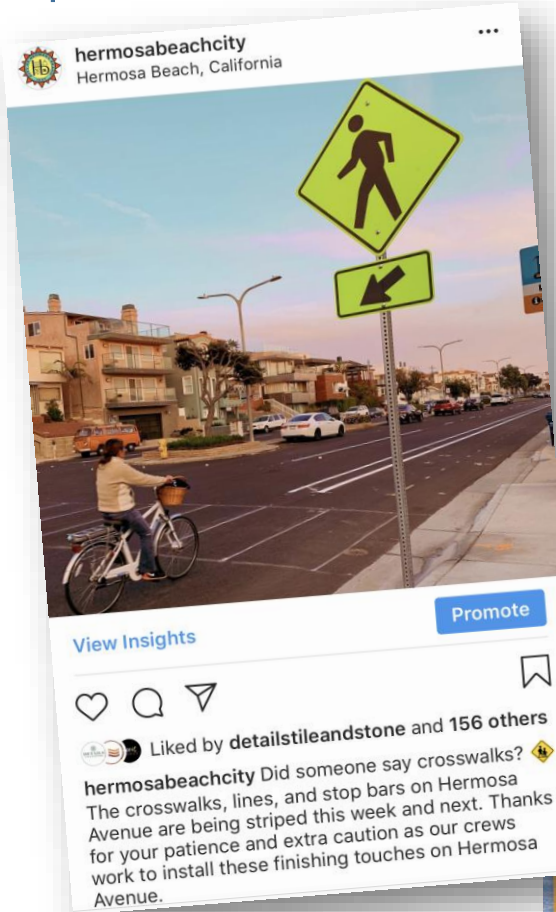 hermosabeachcity
Hermosa Beach, California
View Insights
Promote
Liked by detailstileandstone and 156 others
hermosabeachcity Did someone say crosswalks?
The crosswalks, lines, and stop bars on Hermosa
Avenue are being striped this week and next. Thanks
for your patience and extra caution as our crews
work to install these finishing touches on Hermosa
Avenue.